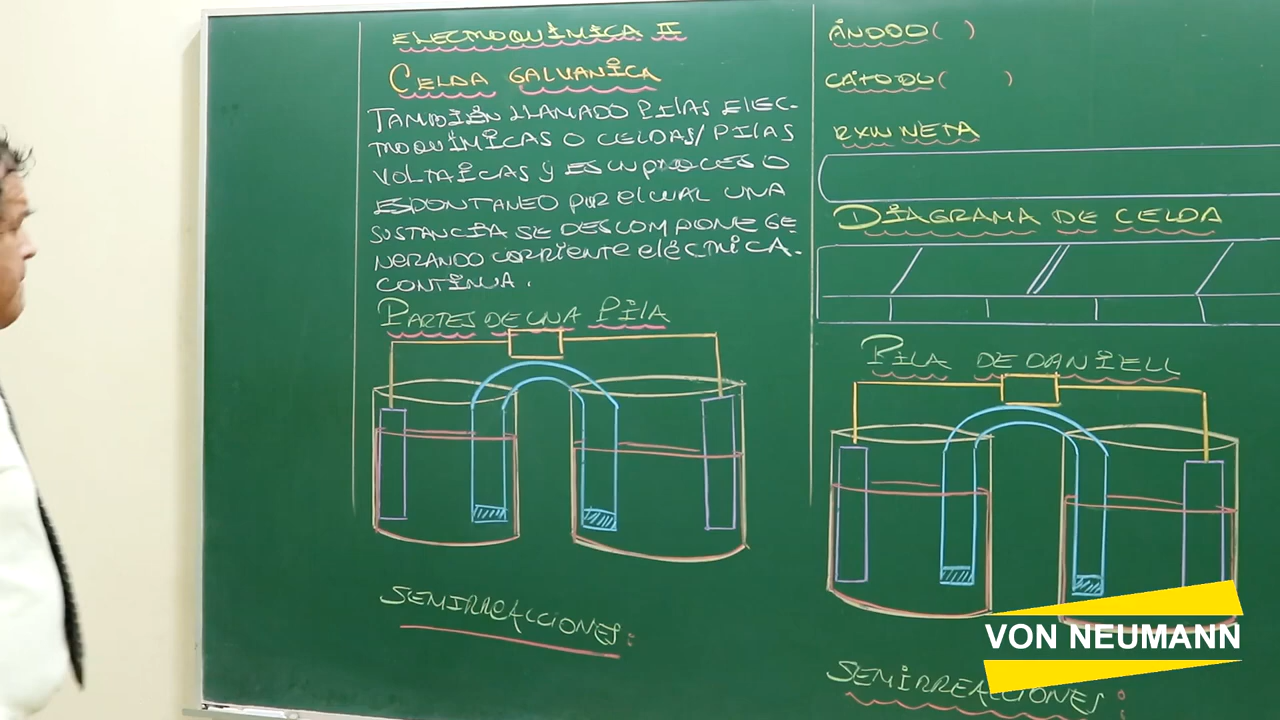 ELECTROQUÍMICA II
CELDA GALVANICA
TAMBIÉN LLAMADO PILAS ELEC-
TROQUÍMICAS O CELDAS/PILAS
VOLTAICAS Y ES UN PROCESO
ESPONTANEO POR EL CUAL UNA
SUSTANCIA SE DESCOMPONE GE
NERANDO CORRIENTE ELÉCTRICA.
CONTINUA.
PARTES DE UNA PILA
SEMIRREACCIONES:
ÁNODO( )
CÁTODO( )
RXN NETA
DIAGRAMA DE CELDA
PILA DE DANIELL
SEMIRREACCIONES:
VON NEUMANN